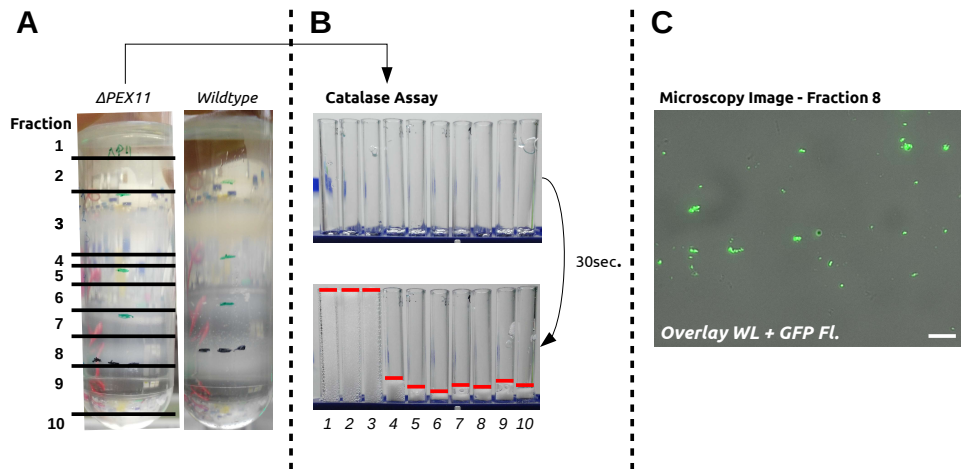 A
B
C
ΔPEX11
Wildtype
Catalase Assay
Microscopy Image - Fraction 8
Fraction
1
2
3
4
5
6
7
8
9
10
30sec.
Overlay WL + GFP Fl.
1 2 3 4 5 6 7 8 9 10